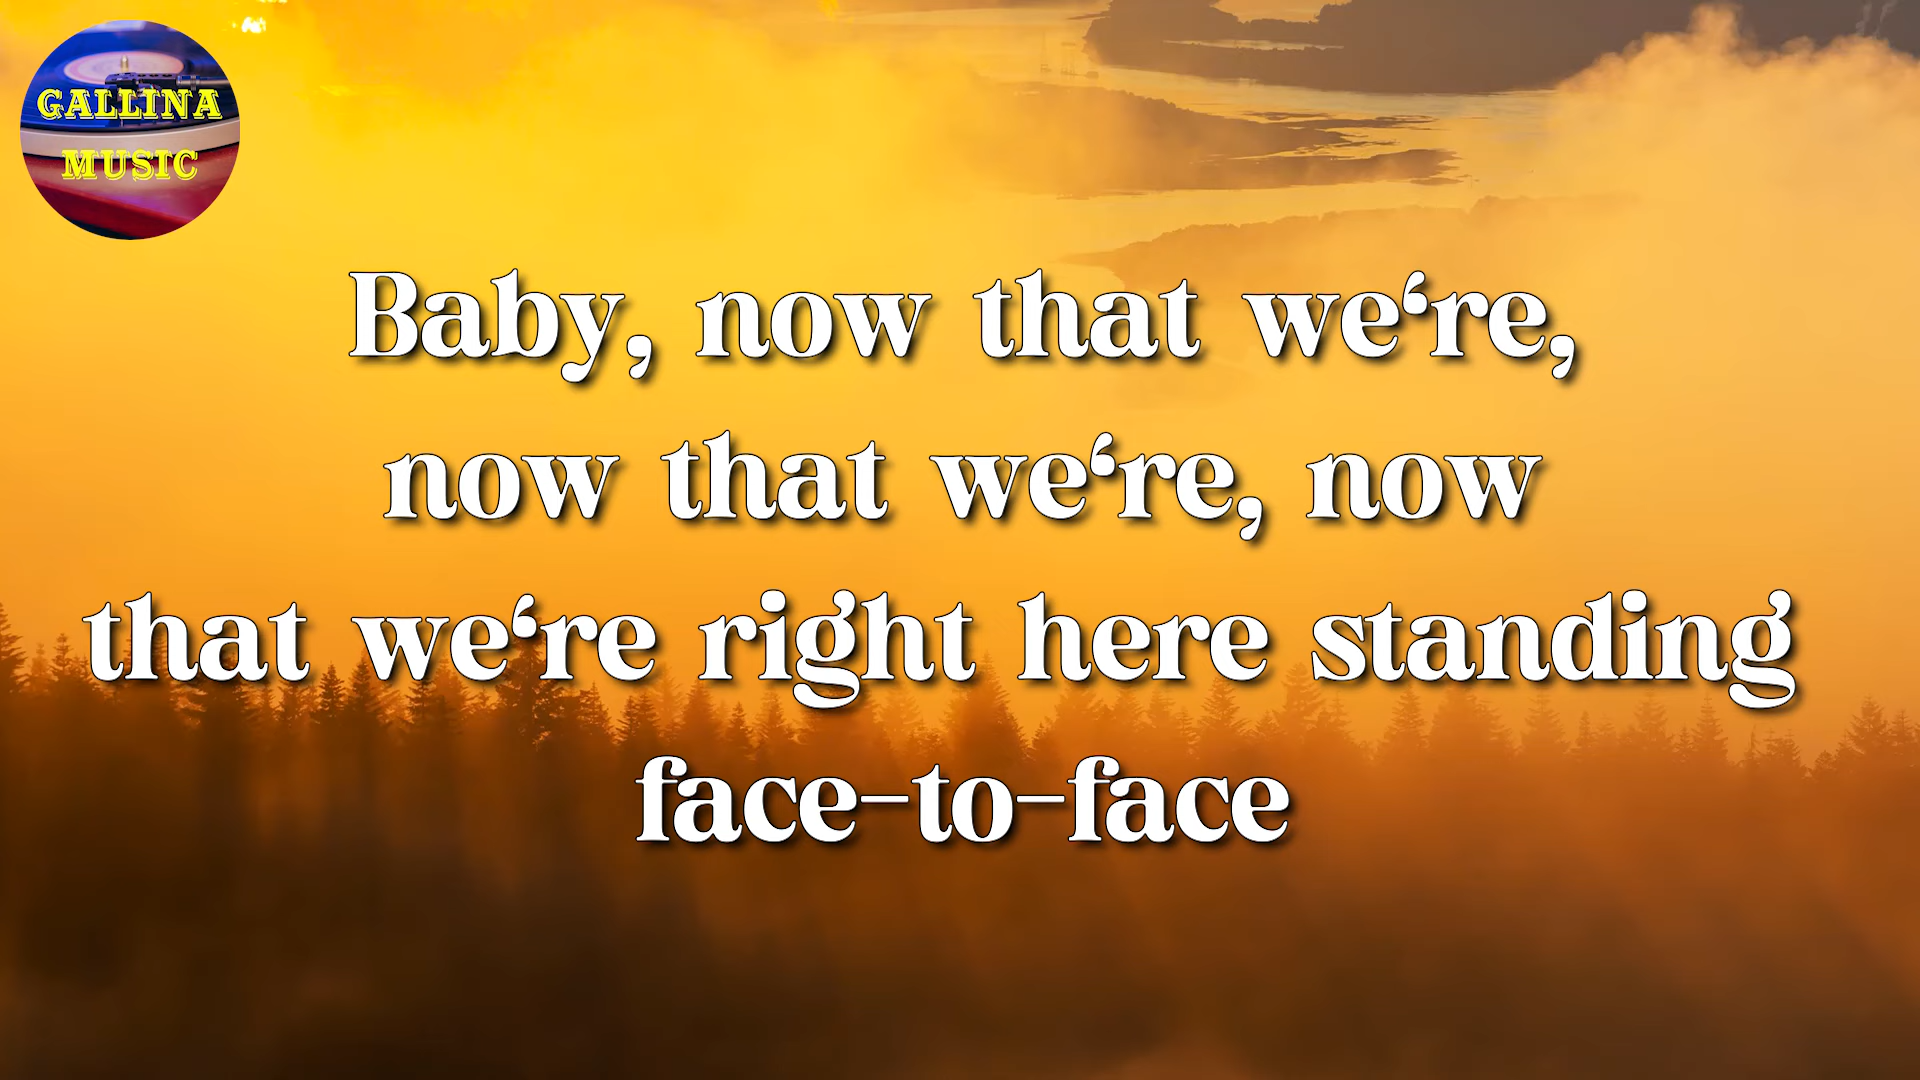 GALLINA
MUSIC
Baby, now that we‘re,
now that we‘re, now
that we‘re right here standing
face-to-face